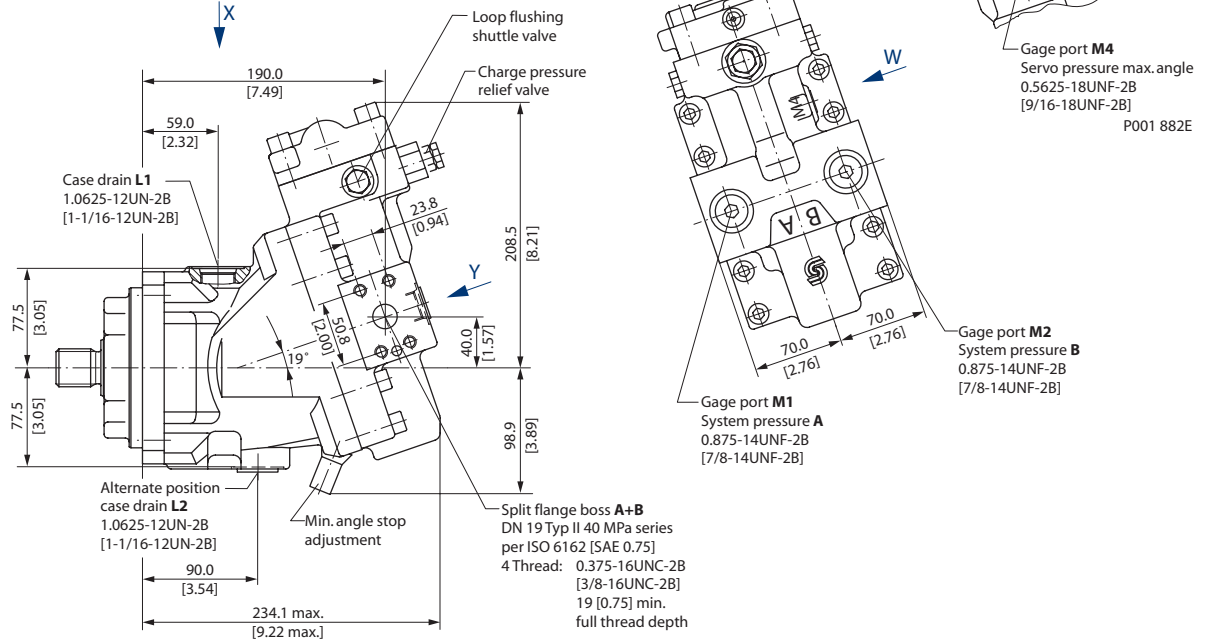 X
Loop flushing
shuttle valve
190.0
[7.49]
Charge pressure
relief valve
59.0
[2.32]
Case drain L1
1.0625-12UN-2B
[1-1/16-12UN-2B]
23.8
[0.94]
208.5
[8.21]
Y
77.5
[3.05]
50.8
[2.00]
19°
40.0
[1.57]
77.5
[3.05]
98.9
[3.89]
Alternate position
case drain L2
1.0625-12UN-2B
[1-1/16-12UN-2B]
Min. angle stop
adjustment
Split flange boss A+B
DN 19 Typ II 40 MPa series
per ISO 6162 [SAE 0.75]
4 Thread: 0.375-16UNC-2B
[3/8-16UNC-2B]
19 [0.75] min.
full thread depth
90.0
[3.54]
234.1 max.
[9.22 max.]
W
M4
Gage port M4
Servo pressure max. angle
0.5625-18UNF-2B
[9/16-18UNF-2B]
P001 882E
B A
70.0
[2.76]
70.0
[2.76]
Gage port M2
System pressure B
0.875-14UNF-2B
[7/8-14UNF-2B]
Gage port M1
System pressure A
0.875-14UNF-2B
[7/8-14UNF-2B]